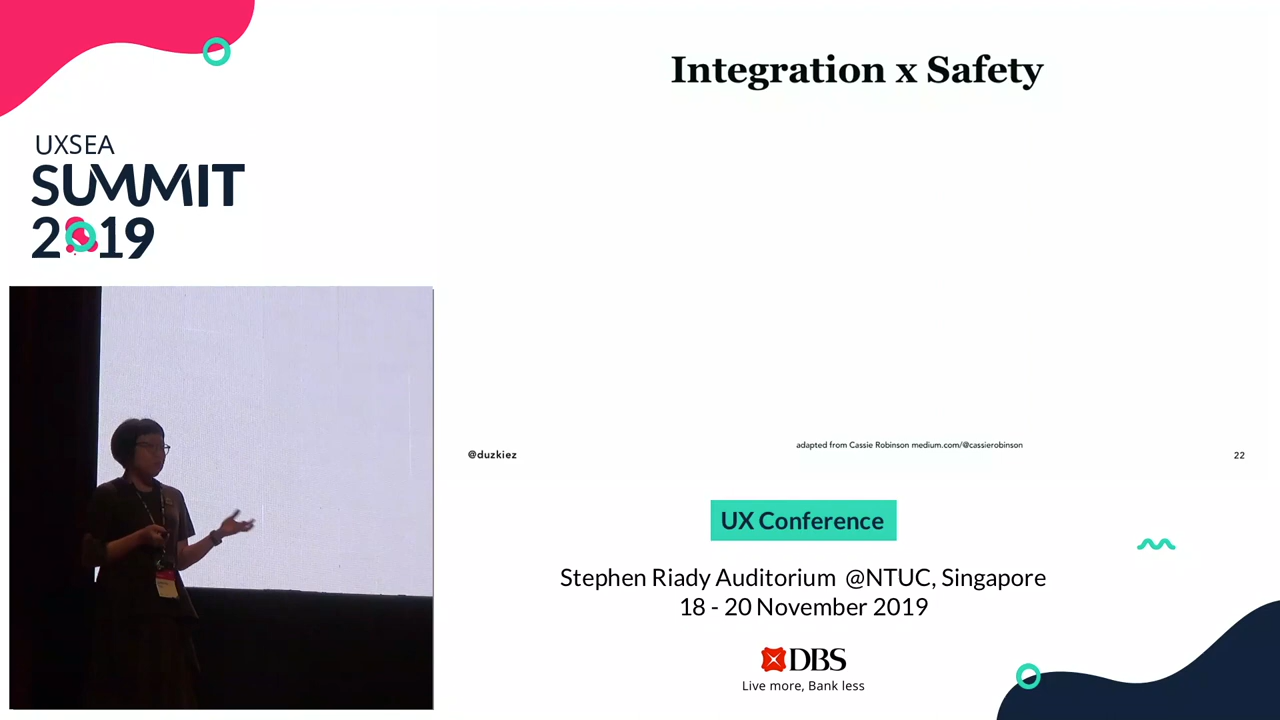 UXSEA
SUMMIT
2019
Integration x Safety
adapted from Cassie Robinson medium.com/@cassierobinson
@duzkiez
22
UX Conference
Stephen Riady Auditorium @NTUC, Singapore
18 - 20 November 2019
DBS
Live more, Bank less